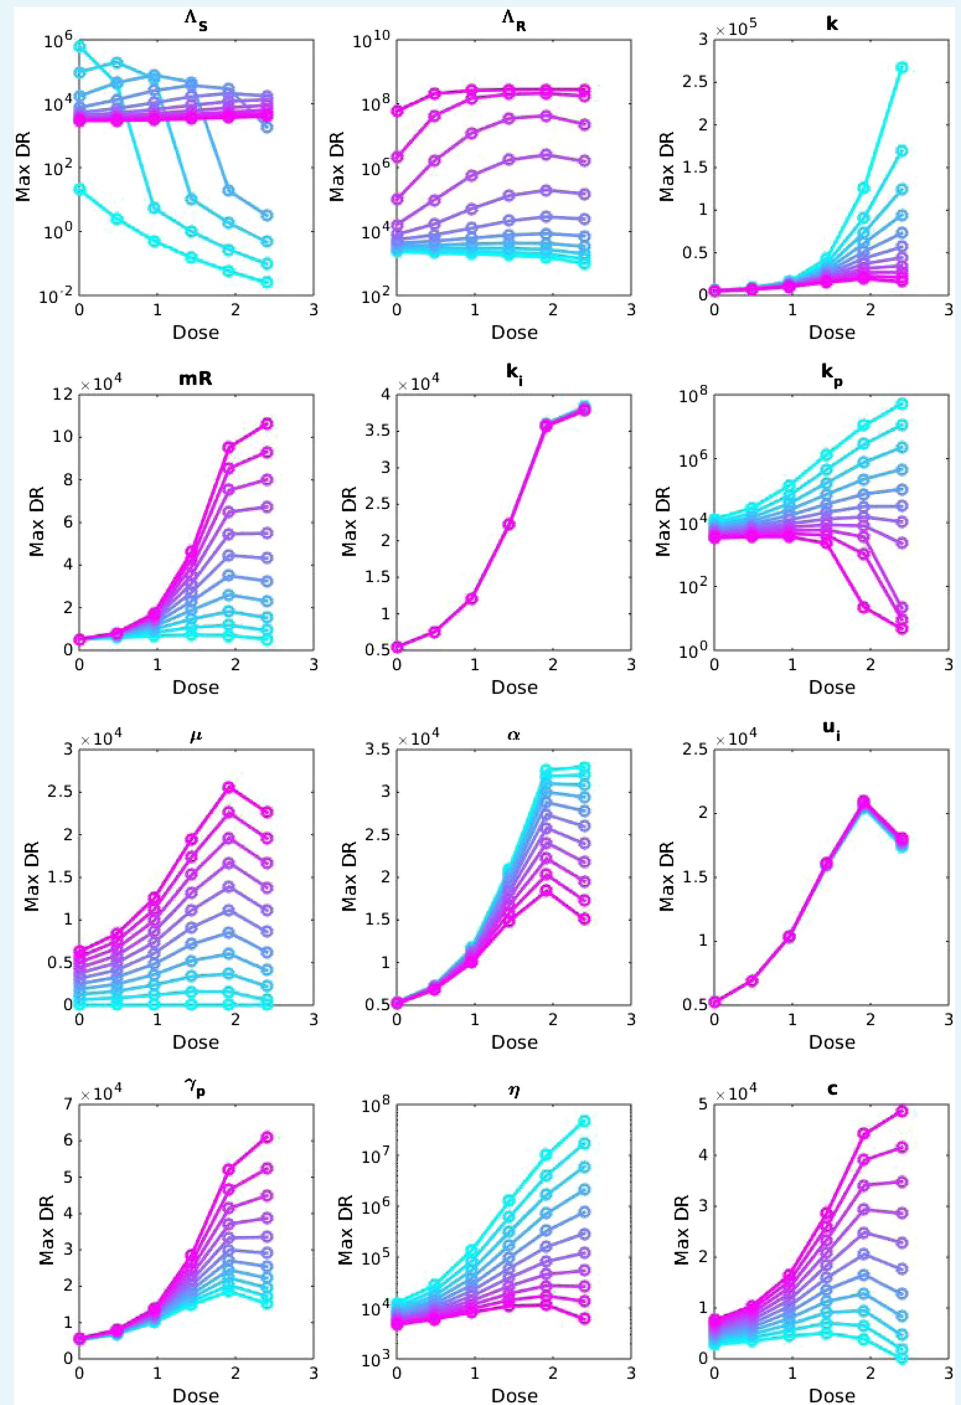 Λ_S
Max DR
10^6
10^4
10^2
10^0
10^-2
0 1 2 3
Dose
Λ_R
Max DR
10^10
10^8
10^6
10^4
10^2
0 1 2 3
Dose
k
×10^5
Max DR
3
2.5
2
1.5
1
0.5
0
0 1 2 3
Dose
mR
×10^4
Max DR
12
10
8
6
4
2
0
0 1 2 3
Dose
k_i
×10^4
Max DR
4
3.5
3
2.5
2
1.5
1
0.5
0 1 2 3
Dose
k_p
Max DR
10^8
10^6
10^4
10^2
10^0
0 1 2 3
Dose
μ
×10^4
Max DR
3
2.5
2
1.5
1
0.5
0
0 1 2 3
Dose
α
×10^4
Max DR
3.5
3
2.5
2
1.5
1
0.5
0 1 2 3
Dose
u_i
×10^4
Max DR
2.5
2
1.5
1
0.5
0 1 2 3
Dose
γ_p
×10^4
Max DR
7
6
5
4
3
2
1
0
0 1 2 3
Dose
η
Max DR
10^8
10^7
10^6
10^5
10^4
10^3
0 1 2 3
Dose
c
×10^4
Max DR
5
4
3
2
1
0
0 1 2 3
Dose